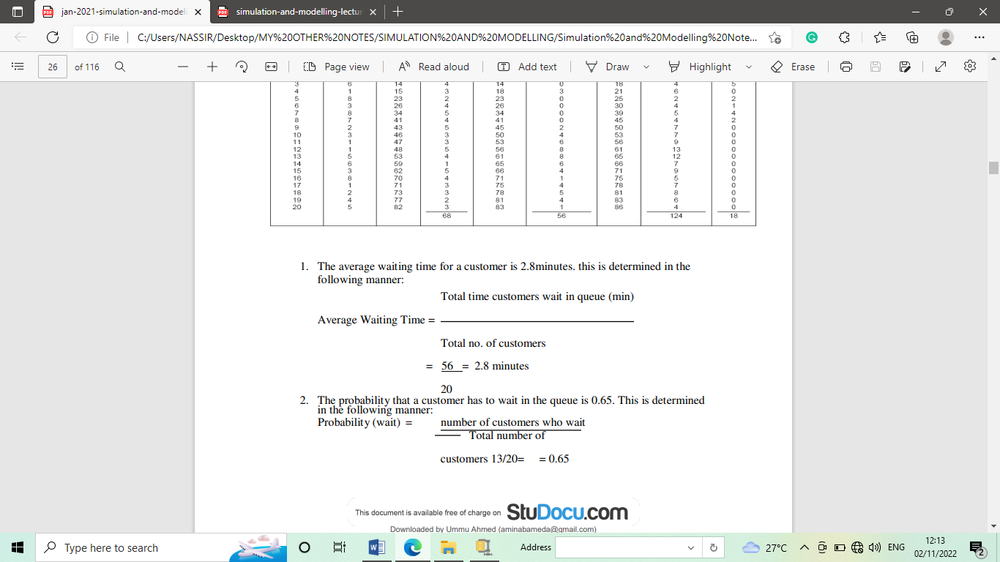 jan-2021-simulation-and-modeli
simulation-and-modelling-lectur
File
C:/Users/NASSIR/Desktop/MY%20OTHER%20NOTES/SIMULATION%20AND%20MODELLING/Simulation%20and%20Modelling%20Note...
26 of 116 Page view Read aloud Add text Draw Highlight Erase
3 6 14 4 14 0 18 4 5
4 1 15 3 18 3 21 6 0
5 8 23 2 23 0 25 2 2
6 3 26 4 26 0 30 4 1
7 8 34 5 34 0 39 5 4
8 7 41 4 41 0 45 4 2
9 2 43 5 45 2 50 7 0
10 3 46 3 50 4 53 7 0
11 1 47 3 53 6 56 9 0
12 1 48 5 56 8 61 13 0
13 5 53 4 61 8 65 12 0
14 6 59 1 65 6 66 7 0
15 3 62 5 66 4 71 9 0
16 8 70 4 71 1 75 5 0
17 1 71 3 75 4 78 7 0
18 2 73 3 78 5 81 8 0
19 4 77 2 81 4 83 6 0
20 5 82 3 83 1 86 4 0
68 56 124 18
1. The average waiting time for a customer is 2.8minutes. this is determined in the
following manner:
Total time customers wait in queue (min)
Average Waiting Time =
Total no. of customers
= 56 = 2.8 minutes
20
2. The probability that a customer has to wait in the queue is 0.65. This is determined
in the following manner:
Probability (wait) = number of customers who wait
Total number of
customers 13/20= = 0.65
This document is available free of charge on StuDocu.com
Downloaded by Ummu Ahmed (aminabameda@gmail.com)
Type here to search
Address
27°C
ENG
12:13
02/11/2022
2